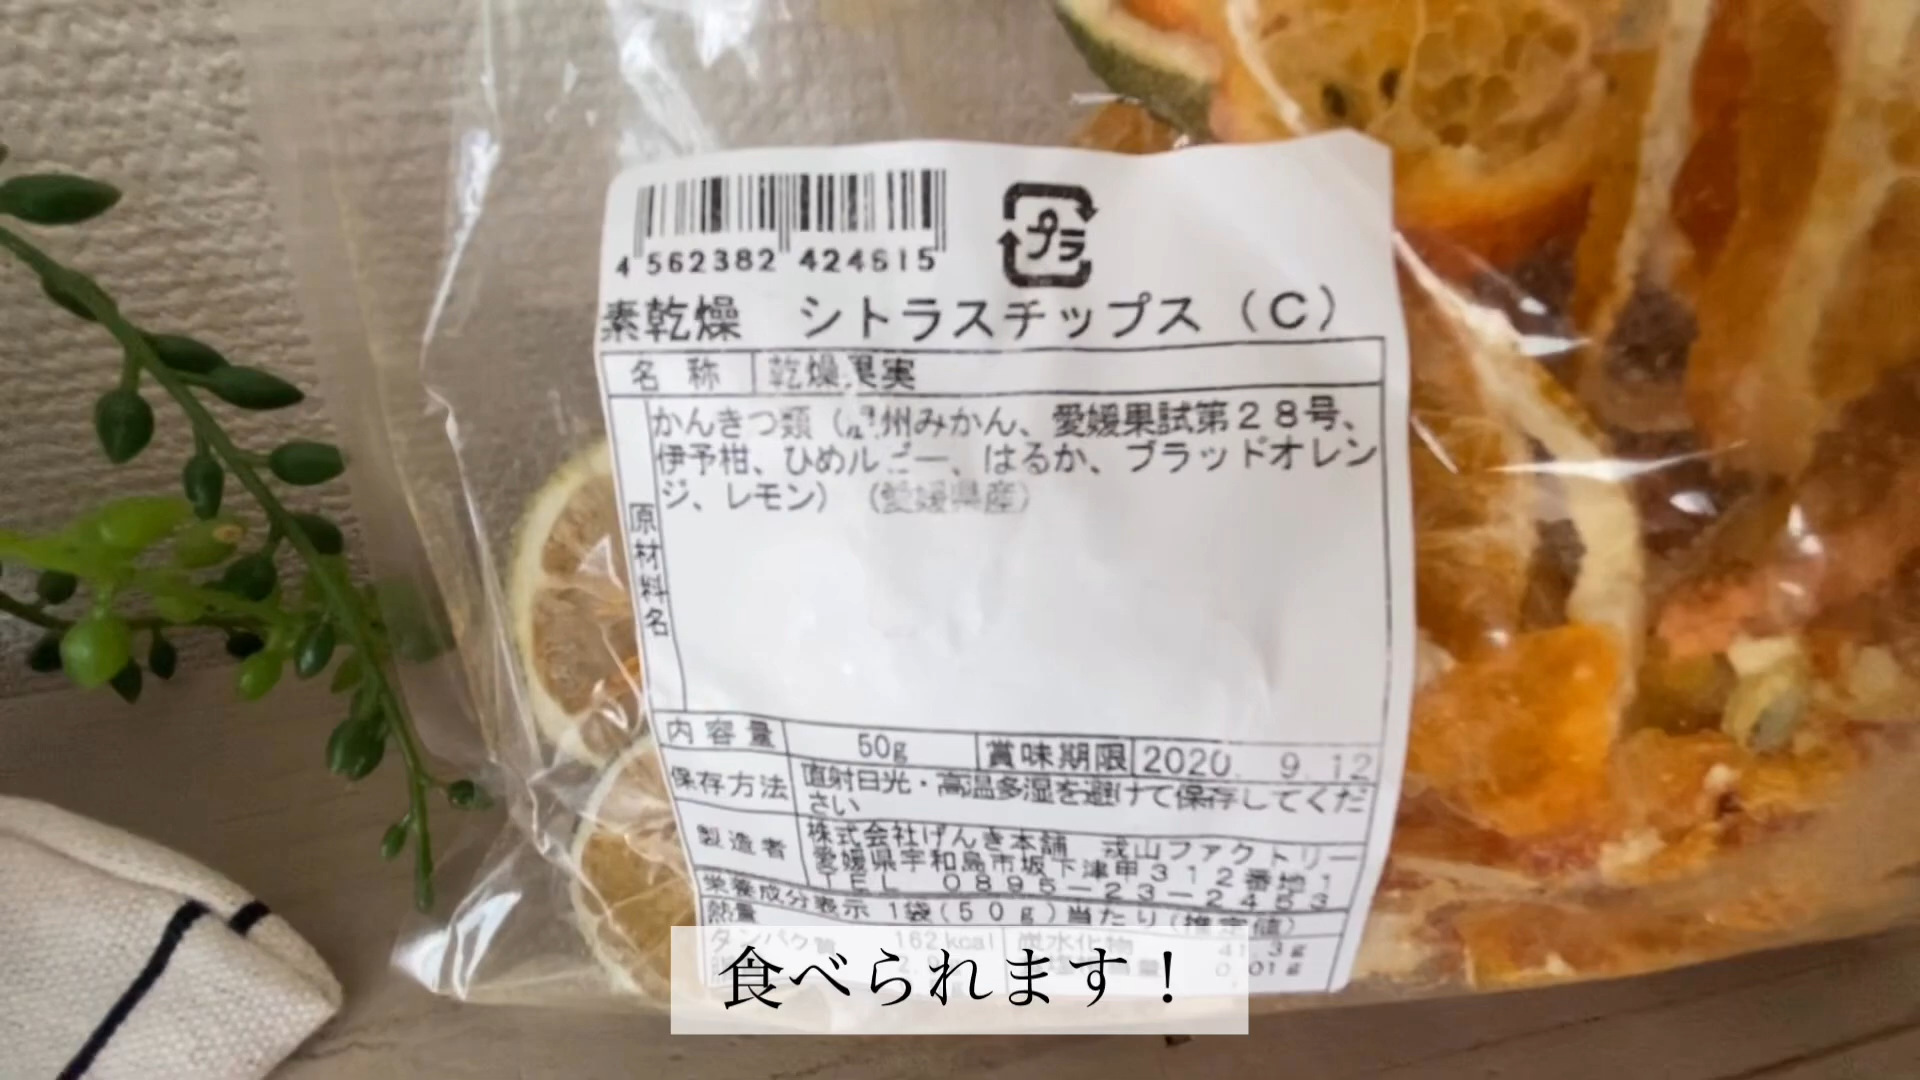 4 562382 424615
プラ
素乾燥 シトラスチップス（C）
名称 乾燥果実
原材料名
かんきつ類（ 州みかん、愛媛果試第２８号、
伊予柑、ひめル ー、はるか、ブラッドオレン
ジ、レモン）（愛媛県産）
内容量 50g 賞味期限 2020. 9. 12
保存方法 直射日光・高温多湿を避けて保存してくだ
さい
製造者 株式会社げんき本舗 戎山ファクトリー
愛媛県宇和島市坂下津甲３１２番地１
ＴＥＬ ０８９５－２３－２４５３
栄養成分表示 1袋(５０ｇ)当たり(推定値)
熱量 162kcal 炭水化物 41.3g
タンパク質
食べられます！